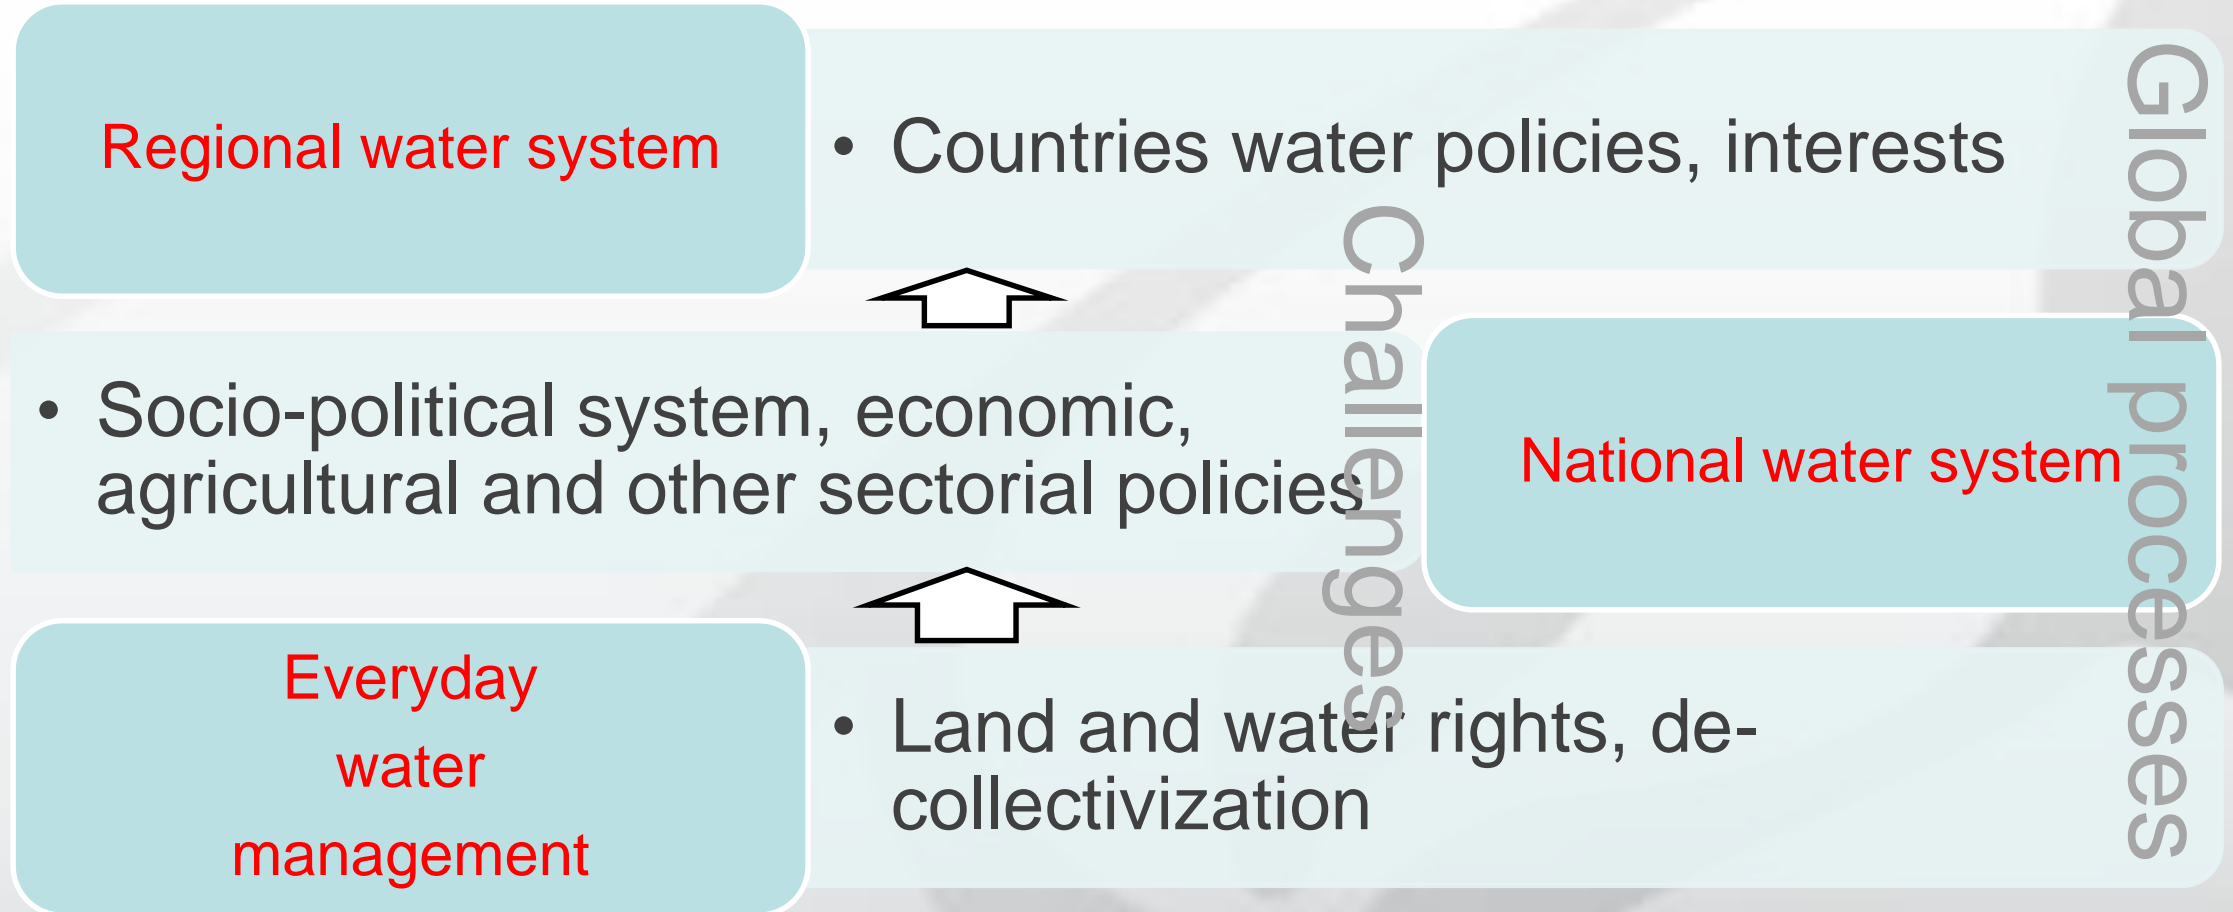 Regional water system
• Countries water policies, interests
• Socio-political system, economic,
agricultural and other sectorial policies
National water system
Everyday
water
management
• Land and water rights, de-
collectivization
Challenges
Global processes